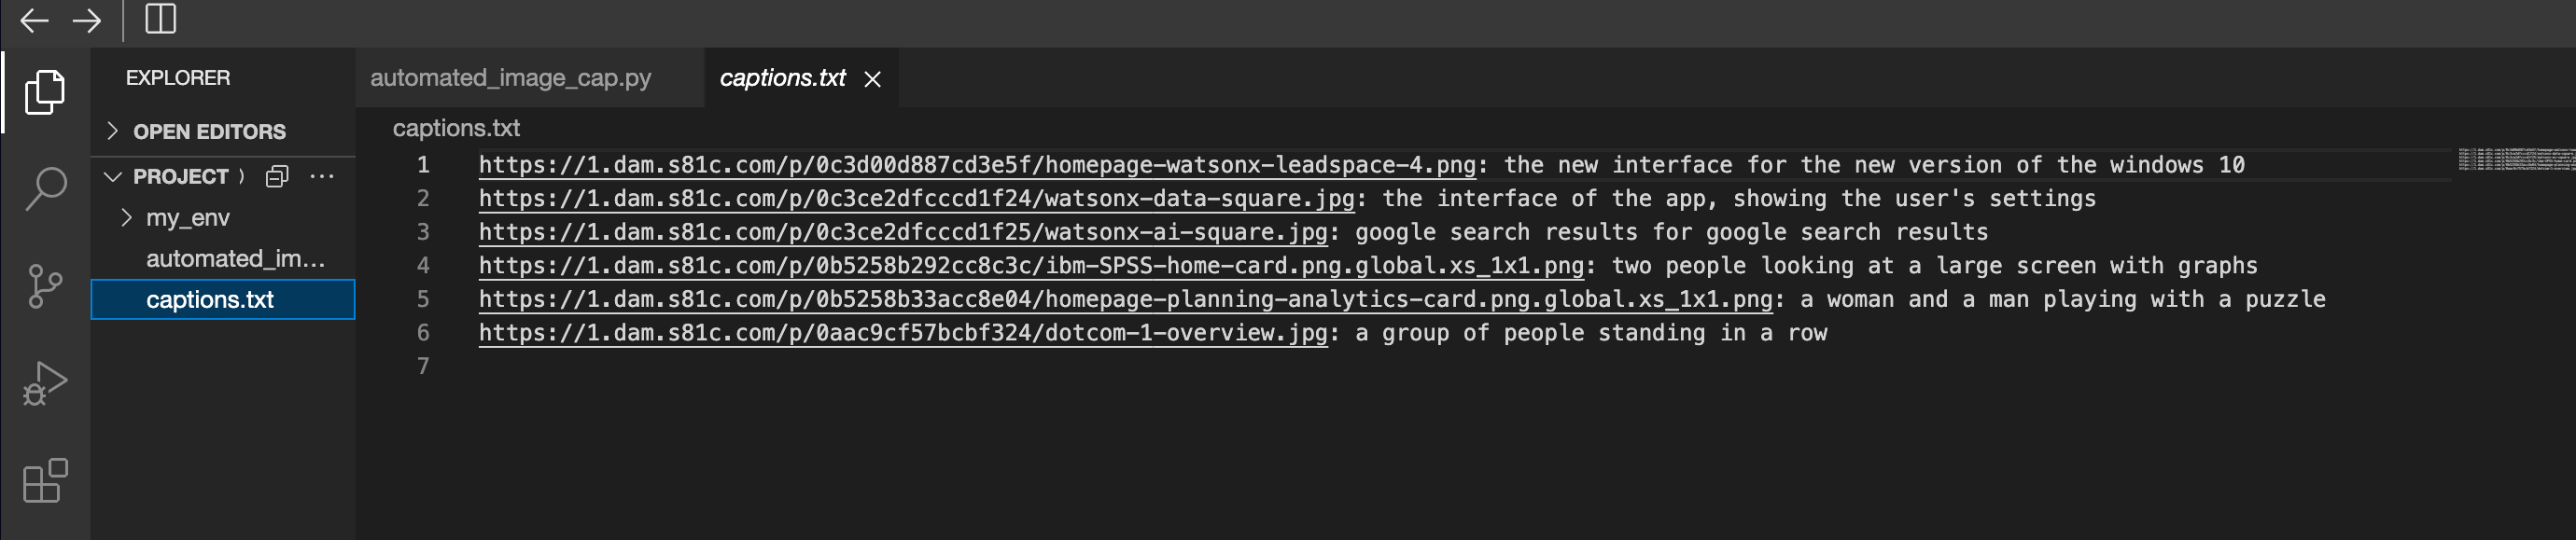 EXPLORER
OPEN EDITORS
PROJECT
my_env
automated_im...
captions.txt
automated_image_cap.py
captions.txt
captions.txt
1 https://1.dam.s81c.com/p/0c3d00d887cd3e5f/homepage-watsonx-leadspace-4.png: the new interface for the new version of the windows 10
2 https://1.dam.s81c.com/p/0c3ce2dfcccd1f24/watsonx-data-square.jpg: the interface of the app, showing the user's settings
3 https://1.dam.s81c.com/p/0c3ce2dfcccd1f25/watsonx-ai-square.jpg: google search results for google search results
4 https://1.dam.s81c.com/p/0b5258b292cc8c3c/ibm-SPSS-home-card.png.global.xs_1x1.png: two people looking at a large screen with graphs
5 https://1.dam.s81c.com/p/0b5258b33acc8e04/homepage-planning-analytics-card.png.global.xs_1x1.png: a woman and a man playing with a puzzle
6 https://1.dam.s81c.com/p/0aac9cf57bcbf324/dotcom-1-overview.jpg: a group of people standing in a row
7